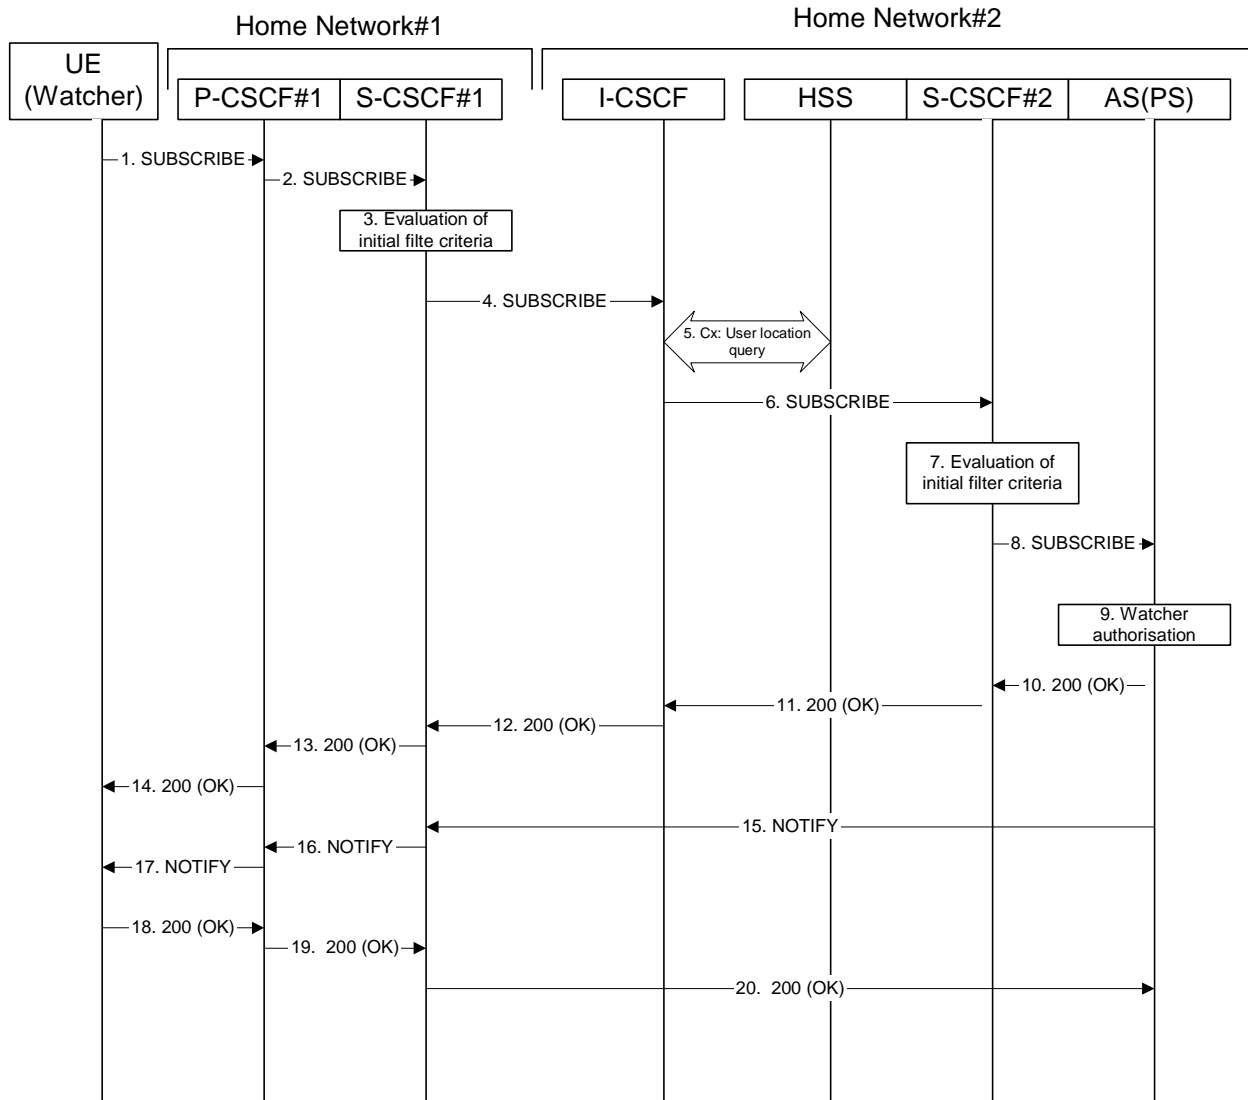 Home Network#1
Home Network#2
UE
(Watcher)
P-CSCF#1
S-CSCF#1
I-CSCF
HSS
S-CSCF#2
AS(PS)
1. SUBSCRIBE
2. SUBSCRIBE
3. Evaluation of
initial filte criteria
4. SUBSCRIBE
5. Cx: User location
query
6. SUBSCRIBE
7. Evaluation of
initial filter criteria
8. SUBSCRIBE
9. Watcher
authorisation
10. 200 (OK)
11. 200 (OK)
12. 200 (OK)
13. 200 (OK)
14. 200 (OK)
15. NOTIFY
16. NOTIFY
17. NOTIFY
18. 200 (OK)
19. 200 (OK)
20. 200 (OK)